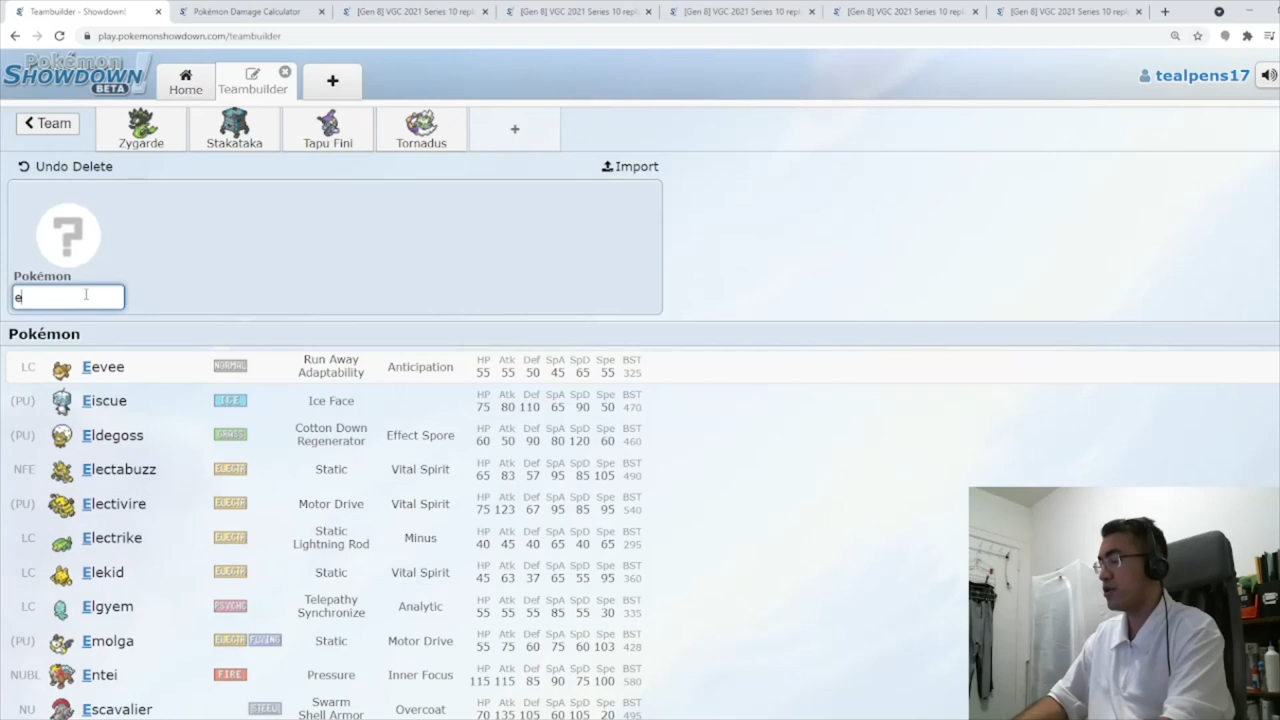 Teambuilder - Showdown!
Pokémon Damage Calculator
[Gen 8] VGC 2021 Series 10 repl
[Gen 8] VGC 2021 Series 10 repl
[Gen 8] VGC 2021 Series 10 repl
[Gen 8] VGC 2021 Series 10 repl
[Gen 8] VGC 2021 Series 10 repl
play.pokemonshowdown.com/teambuilder
Pokémon
SHOWDOWN!
BETA
Home
Teambuilder
tealpens17
Team
Zygarde
Stakataka
Tapu Fini
Tornadus
Undo Delete
Import
Pokémon
e
Pokémon
LC Eevee NORMAL Run Away Adaptability Anticipation HP 55 Atk 55 Def 50 SpA 45 SpD 65 Spe 55 BST 325
(PU) Eiscue ICE Ice Face HP 75 Atk 80 Def 110 SpA 65 SpD 90 Spe 50 BST 470
(PU) Eldegoss GRASS Cotton Down Regenerator Effect Spore HP 60 Atk 50 Def 90 SpA 80 SpD 120 Spe 60 BST 460
NFE Electabuzz ELECTR Static Vital Spirit HP 65 Atk 83 Def 57 SpA 95 SpD 85 Spe 105 BST 490
(PU) Electivire ELECTR Motor Drive Vital Spirit HP 75 Atk 123 Def 67 SpA 95 SpD 85 Spe 95 BST 540
LC Electrike ELECTR Static Lightning Rod Minus HP 40 Atk 45 Def 40 SpA 65 SpD 40 Spe 65 BST 295
LC Elekid ELECTR Static Vital Spirit HP 45 Atk 63 Def 37 SpA 65 SpD 55 Spe 95 BST 360
LC Elgyem PSYCHC Telepathy Synchronize Analytic HP 55 Atk 55 Def 55 SpA 85 SpD 55 Spe 30 BST 335
(PU) Emolga ELECTR FLYING Static Motor Drive HP 55 Atk 75 Def 60 SpA 75 SpD 60 Spe 103 BST 428
NUBL Entei FIRE Pressure Inner Focus HP 115 Atk 115 Def 85 SpA 90 SpD 75 Spe 100 BST 580
NU Escavalier STEEL Swarm Shell Armor Overcoat HP 70 Atk 135 Def 105 SpA 60 SpD 105 Spe 20 BST 495